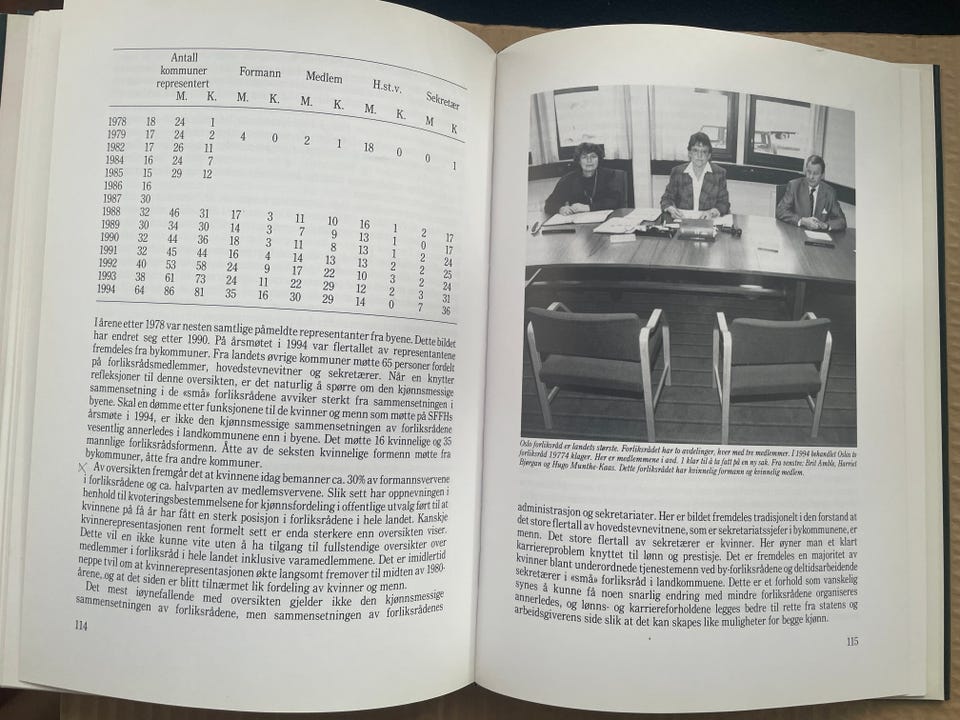 Antall
kommuner
representert Formann Medlem H.st.v. Sekretær
M. K. M. K. M. K. M. K. M K
1978 18 24 1
1979 17 24 2 4 0 2 1 18 0 0 1
1982 17 26 11
1984 16 24 7
1985 15 29 12
1986 16
1987 30
1988 32 46 31 17 3 11 10 16 1 2 17
1989 30 34 30 14 3 7 9 13 1 0 17
1990 32 44 36 18 3 11 8 13 1 2 24
1991 32 45 44 16 4 14 13 13 2 2 25
1992 40 53 58 24 9 17 22 10 3 2 24
1993 38 61 73 24 11 22 29 12 2 3 31
1994 64 86 81 35 16 30 29 14 0 7 36
I årene etter 1978 var nesten samtlige påmeldte representanter fra byene. Dette bildet
har endret seg etter 1990. På årsmøtet i 1994 var flertallet av representantene
fremdeles fra bykommuner. Fra landets øvrige kommuner møtte 65 personer fordelt
på forliksrådsmedlemmer, hovedstevnevitner og sekretærer. Når en knytter
refleksjoner til denne oversikten, er det naturlig å spørre om den kjønnsmessige
sammensetning i de «små» forliksrådene avviker sterkt fra sammensetningen i
byene. Skal en dømme etter funksjonene til de kvinner og menn som møtte på SFFHs
årsmøte i 1994, er ikke den kjønnsmessige sammensetning av forliksrådene
vesentlig annerledes i landkommunene enn i byene. Det møtte 16 kvinnelige og 35
mannlige forliksrådsformenn. Åtte av de seksten kvinnelige formenn møtte fra
bykommuner, åtte fra andre kommuner.
Av oversikten fremgår det at kvinnene idag bemanner ca. 30% av formannsvervene
i forliksrådene og ca. halvparten av medlemsvervene. Slik sett har oppnevningen i
henhold til kvoteringsbestemmelsene for kjønnsfordeling i offentlige utvalg ført til at
kvinnene på få år har fått en sterk posisjon i forliksrådene i hele landet. Kanskje
kvinnerepresentasjonen rent formelt sett er enda sterkere enn oversikten viser.
Dette vil en ikke kunne vite uten å ha tilgang til fullstendige oversikter over
medlemmer i forliksråd i hele landet inklusive varamedlemmene. Det er imidlertid
neppe tvil om at kvinnerepresentasjonen økte langsomt fremover til midten av 1980-
årene, og at det siden er blitt tilnærmet lik fordeling av kvinner og menn.
Det mest iøynefallende med oversikten gjelder ikke den kjønnsmessige
sammensetningen av forliksrådene, men sammensetningen av forliksrådenes
114
Oslo forliksråd er landets største. Forliksrådet har to avdelinger, hver med tre medlemmer. I 1994 behandlet Oslo
forliksråd 19774 klager. Her er medlemmene i avd. 1 klar til å ta fatt på en ny sak. Fra venstre: Brit Amble, Harriet
Bjørgan og Hugo Munthe-Kaas. Dette forliksrådet har kvinnelig formann og kvinnelig medlem.
administrasjon og sekretariater. Her er bildet fremdeles tradisjonelt i den forstand at
det store flertall av hovedstevnevitnene, som er sekretariatssjefer i bykommunene, er
menn. Det store flertall av sekretærer er kvinner. Her øyner man et klart
karriereproblem knyttet til lønn og prestisje. Det er fremdeles en majoritet av
kvinner blant underordnede tjenestemenn ved by-forliksrådene og deltidsarbeidende
sekretærer i «små» forliksråd i landkommuene. Dette er et forhold som vanskelig
synes å kunne få noen snarlig endring med mindre forliksrådene organiseres
annerledes, og lønns- og karriereforholdene legges bedre til rette fra statens og
arbeidsgiverens side slik at det kan skapes like muligheter for begge kjønn.
115